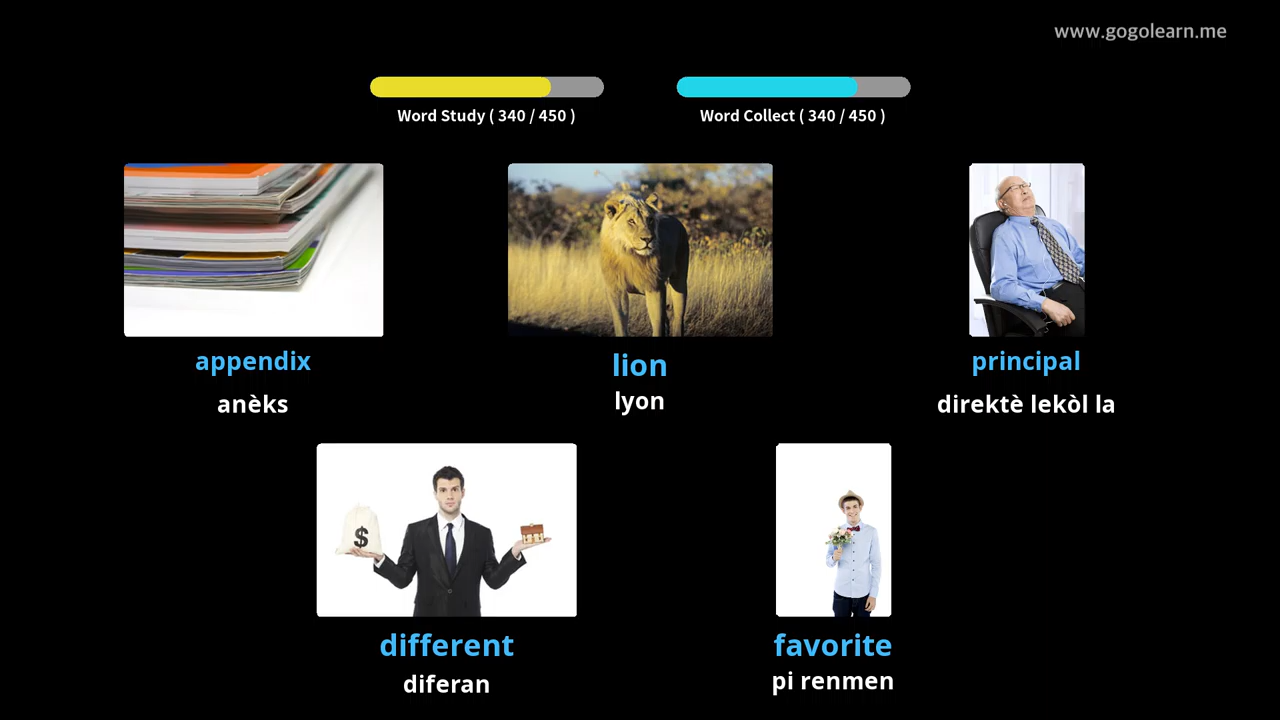 www.gogolearn.me
Word Study ( 340 / 450 )
Word Collect ( 340 / 450 )
appendix
anèks
lion
lyon
principal
direktè lekòl la
$
different
diferan
favorite
pi renmen